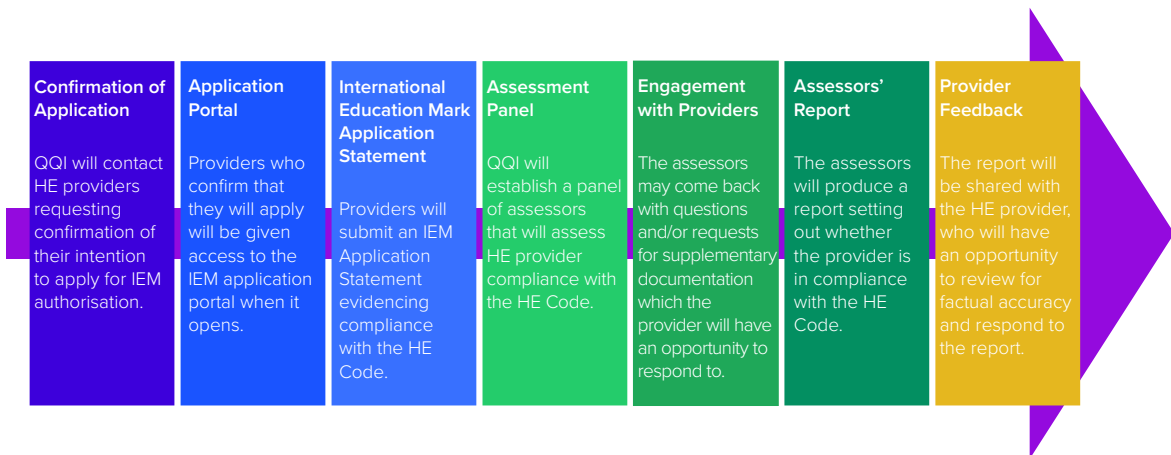 Confirmation of
Application
QQI will contact
HE providers
requesting
confirmation of
their intention
to apply for IEM
authorisation.
Application
Portal
Providers who
confirm that
they will apply
will be given
access to the
IEM application
portal when it
opens.
International
Education Mark
Application
Statement
Providers will
submit an IEM
Application
Statement
evidencing
compliance
with the HE
Code.
Assessment
Panel
QQI will
establish a panel
of assessors
that will assess
HE provider
compliance with
the HE Code.
Engagement
with Providers
The assessors
may come back
with questions
and/or requests
for supplementary
documentation
which the
provider will have
an opportunity to
respond to.
Assessors’
Report
The assessors
will produce a
report setting
out whether
the provider is
in compliance
with the HE
Code.
Provider
Feedback
The report will
be shared with
the HE provider,
who will have
an opportunity
to review for
factual accuracy
and respond to
the report.